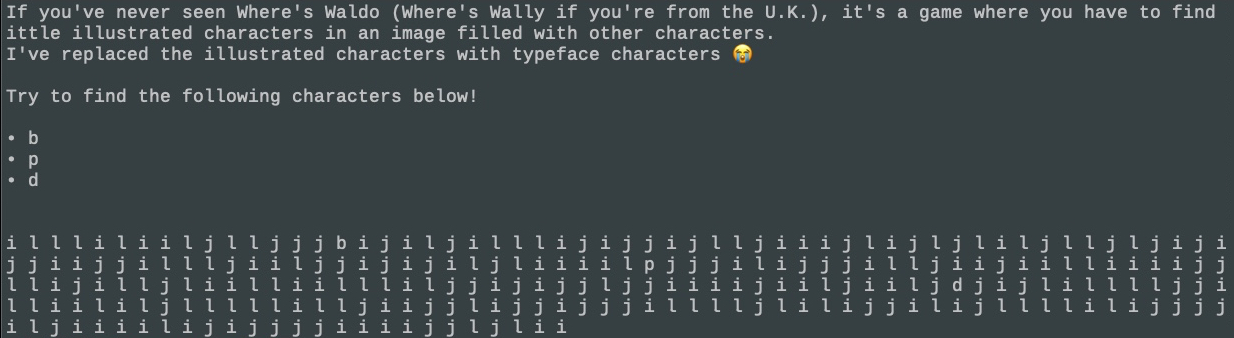 If you've never seen Where's Waldo (Where's Wally if you're from the U.K.), it's a game where you have to find
ittle illustrated characters in an image filled with other characters.
I've replaced the illustrated characters with typeface characters 😭
Try to find the following characters below!
• b
• p
• d
i l l l i l i i l j l l j j j b i j i l j i l l l i j i j j i j l l j i i i j l i j l j l i l j l l j l j i j i
j j i i j j i l l l j i i l j j i j i j i l j l i i i i l p j j j i l i j j j i l l j i i j i i l l i i i i j j
l l i j i l l j l i i l l i i l l l i l j j i j i j j l j j i i i i j i i l j i i l j d j i j l i l l l l j j i
l l i i l i l j l l l l l i l l j i i j j l i j j i j j j i l l l l j l i l i j j i l i j l l l l i l i j j j j
i l j i i i i l i j i j j j j i i i i j j l j l i i